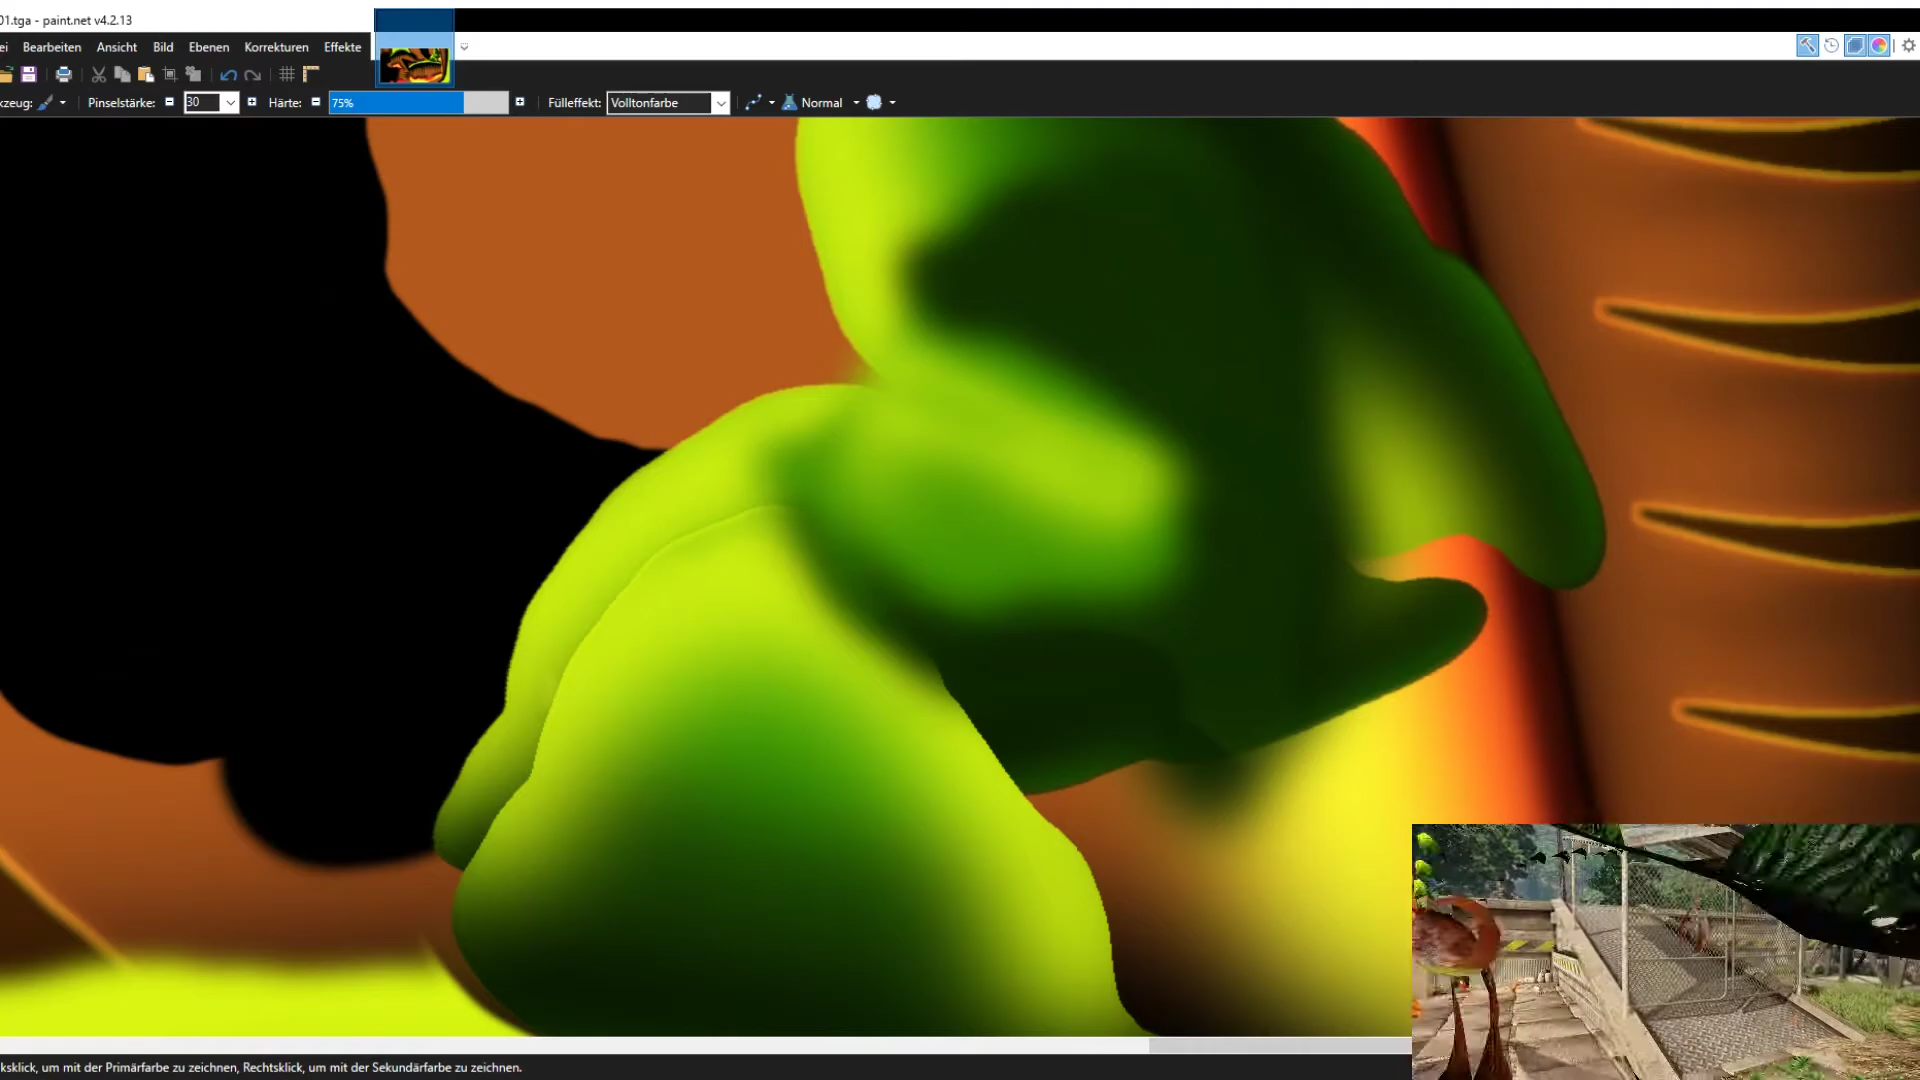 01.tga - paint.net v4.2.13
ei Bearbeiten Ansicht Bild Ebenen Korrekturen Effekte
kzeug: Pinselstärke: 30 Härte: 75% Fülleffekt: Volltonfarbe Normal
ksklick, um mit der Primärfarbe zu zeichnen, Rechtsklick, um mit der Sekundärfarbe zu zeichnen.